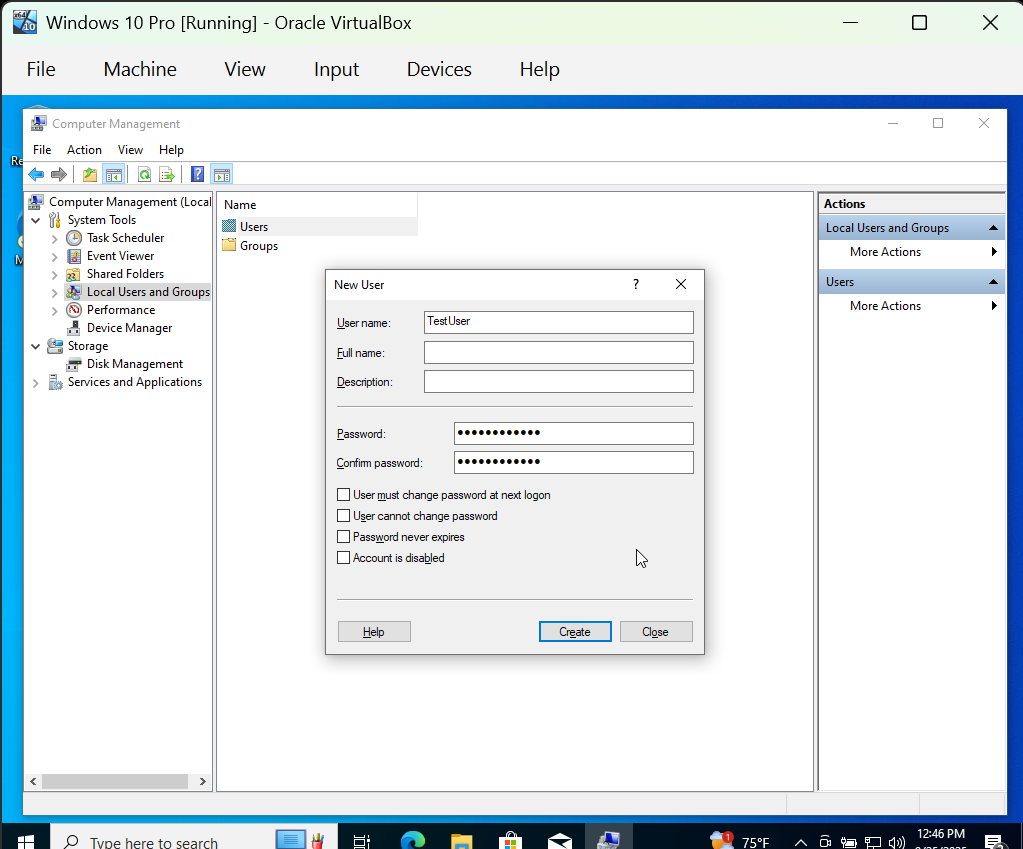 Windows 10 Pro [Running] - Oracle VirtualBox
File Machine View Input Devices Help
Computer Management
File Action View Help
Computer Management (Local
System Tools
Task Scheduler
Event Viewer
Shared Folders
Local Users and Groups
Performance
Device Manager
Storage
Disk Management
Services and Applications
Name
Users
Groups
New User
User name: TestUser
Full name:
Description:
Password: ●●●●●●●●●●●●
Confirm password: ●●●●●●●●●●●●
User must change password at next logon
User cannot change password
Password never expires
Account is disabled
Help Create Close
Actions
Local Users and Groups
More Actions
Users
More Actions
Type here to search
1
75°F
12:46 PM